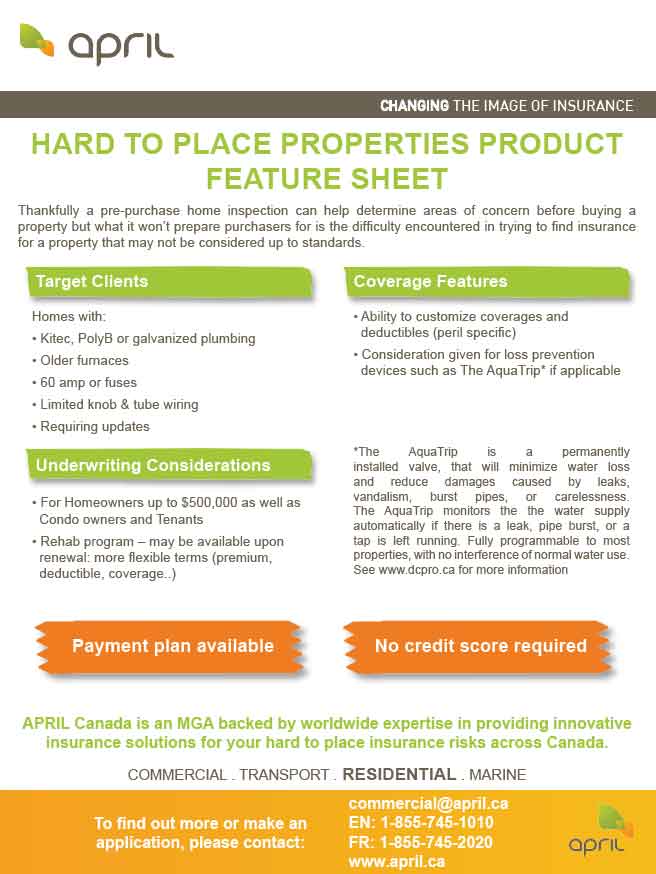 april
CHANGING THE IMAGE OF INSURANCE
HARD TO PLACE PROPERTIES PRODUCT
FEATURE SHEET
Thankfully a pre-purchase home inspection can help determine areas of concern before buying a
property but what it won't prepare purchasers for is the difficulty encountered in trying to find insurance
for a property that may not be considered up to standards.
Target Clients
Homes with:
• Kitec, PolyB or galvanized plumbing
• Older furnaces
• 60 amp or fuses
• Limited knob & tube wiring
• Requiring updates
Underwriting Considerations
• For Homeowners up to $500,000 as well as
Condo owners and Tenants
• Rehab program – may be available upon
renewal: more flexible terms (premium,
deductible, coverage..)
Coverage Features
• Ability to customize coverages and
deductibles (peril specific)
• Consideration given for loss prevention
devices such as The AquaTrip* if applicable
*The AquaTrip is a permanently
installed valve, that will minimize water loss
and reduce damages caused by leaks,
vandalism, burst pipes, or carelessness.
The AquaTrip monitors the the water supply
automatically if there is a leak, pipe burst, or a
tap is left running. Fully programmable to most
properties, with no interference of normal water use.
See www.dcpro.ca for more information
Payment plan available
No credit score required
APRIL Canada is an MGA backed by worldwide expertise in providing innovative
insurance solutions for your hard to place insurance risks across Canada.
COMMERCIAL . TRANSPORT . RESIDENTIAL . MARINE
To find out more or make an
application, please contact:
commercial@april.ca
EN: 1-855-745-1010
FR: 1-855-745-2020
www.april.ca
april